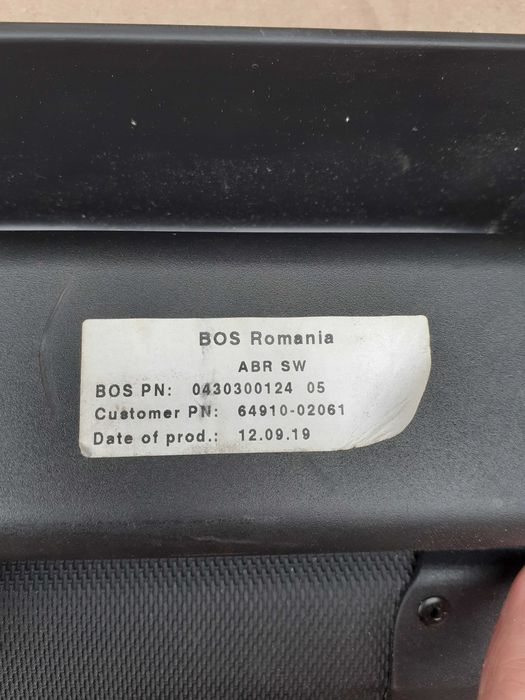 BOS Romania
ABR SW
BOS PN: 0430300124 05
Customer PN: 64910-02061
Date of prod.: 12.09.19